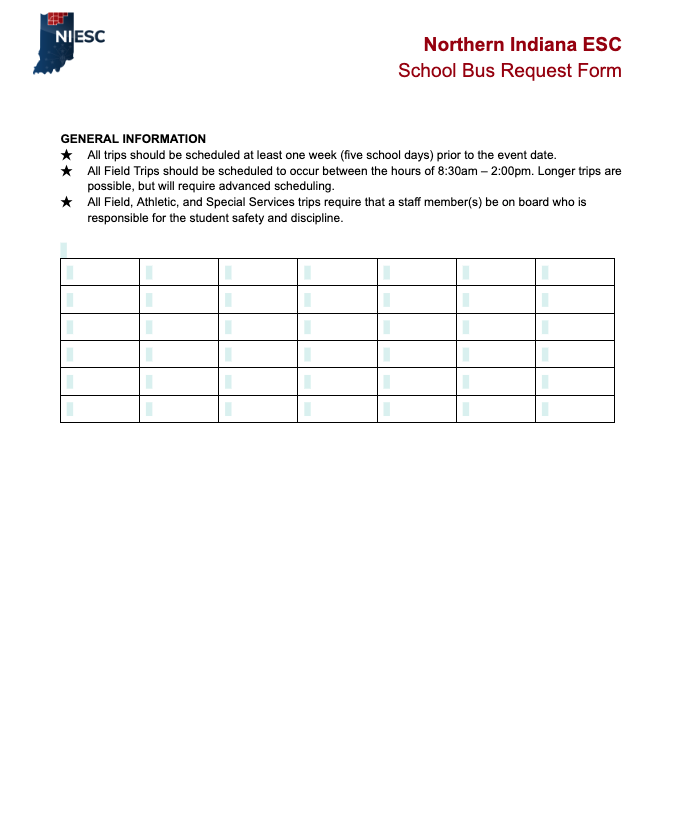 NIESC
Northern Indiana ESC
School Bus Request Form
GENERAL INFORMATION
★ All trips should be scheduled at least one week (five school days) prior to the event date.
★ All Field Trips should be scheduled to occur between the hours of 8:30am – 2:00pm. Longer trips are
possible, but will require advanced scheduling.
★ All Field, Athletic, and Special Services trips require that a staff member(s) be on board who is
responsible for the student safety and discipline.